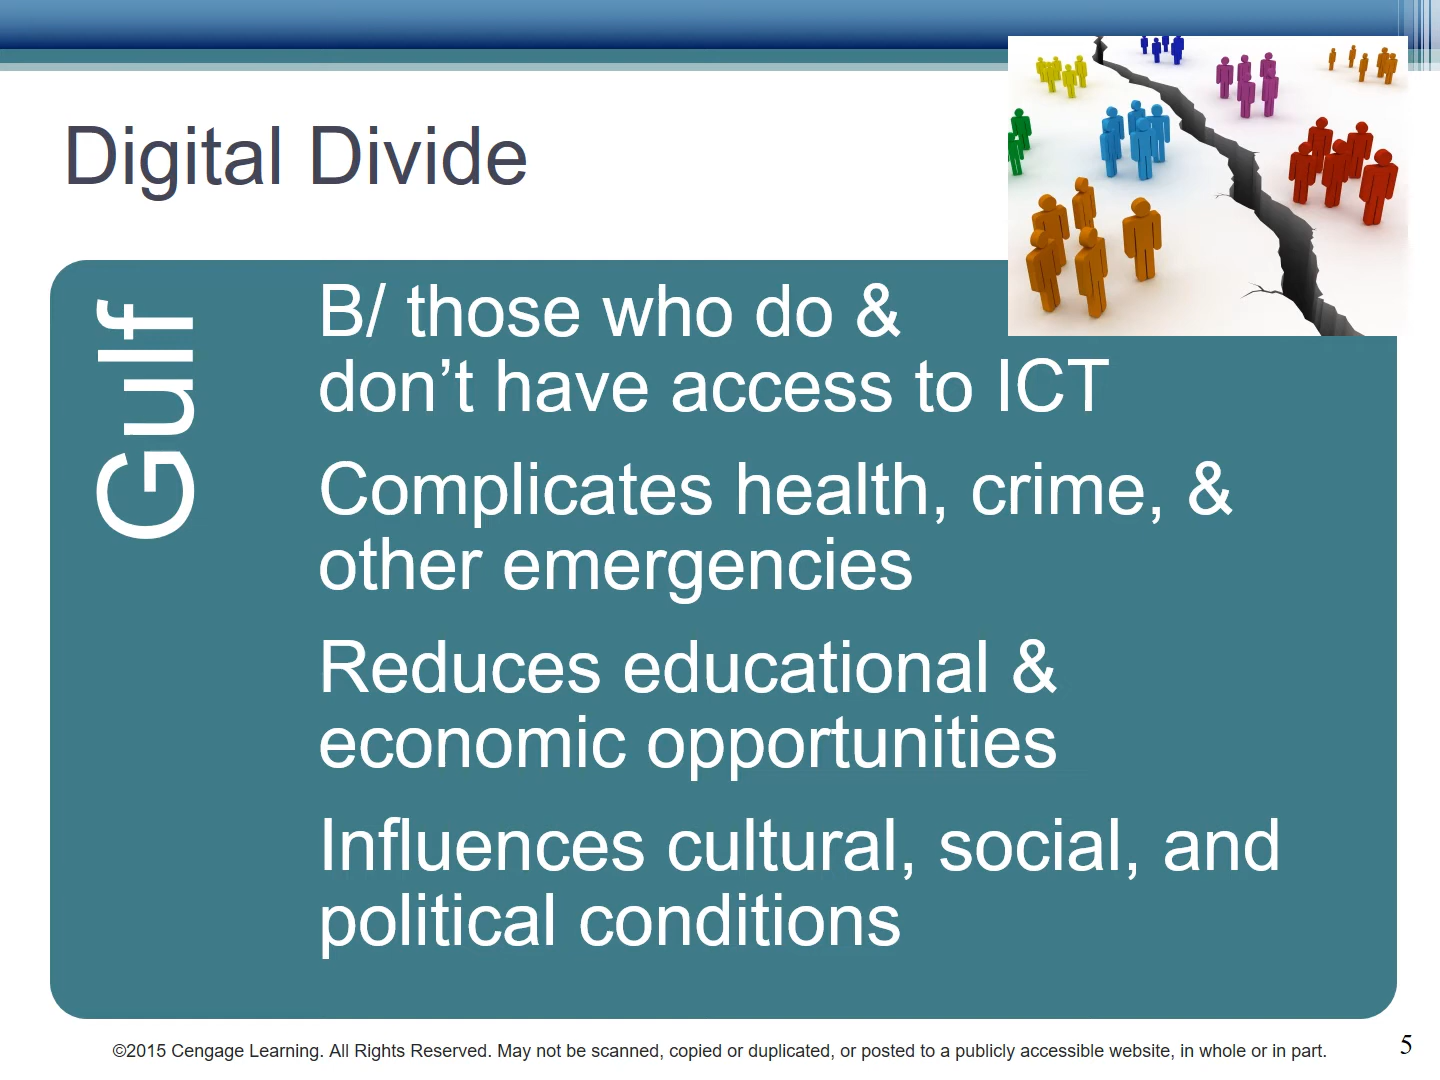 Digital Divide
Gulf
B/ those who do &
don’t have access to ICT
Complicates health, crime, &
other emergencies
Reduces educational &
economic opportunities
Influences cultural, social, and
political conditions
©2015 Cengage Learning. All Rights Reserved. May not be scanned, copied or duplicated, or posted to a publicly accessible website, in whole or in part.
5